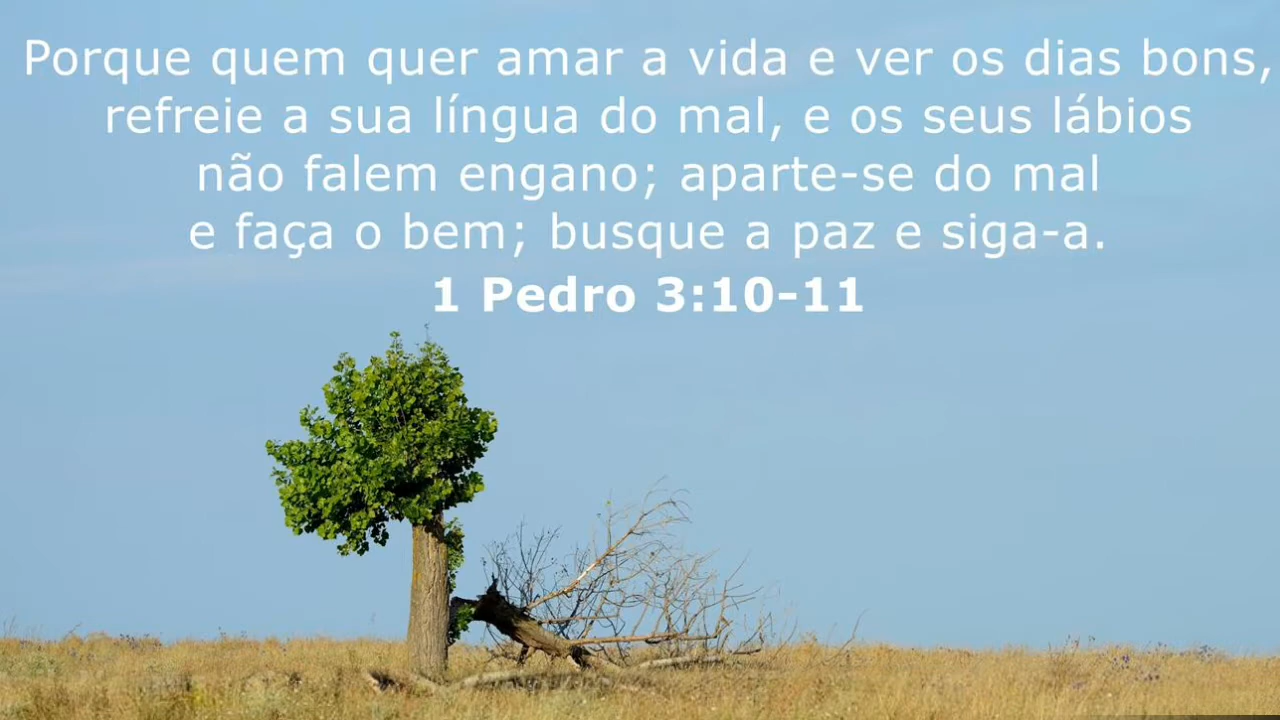 Porque quem quer amar a vida e ver os dias bons,
refreie a sua língua do mal, e os seus lábios
não falem engano; aparte-se do mal
e faça o bem; busque a paz e siga-a.
1 Pedro 3:10-11